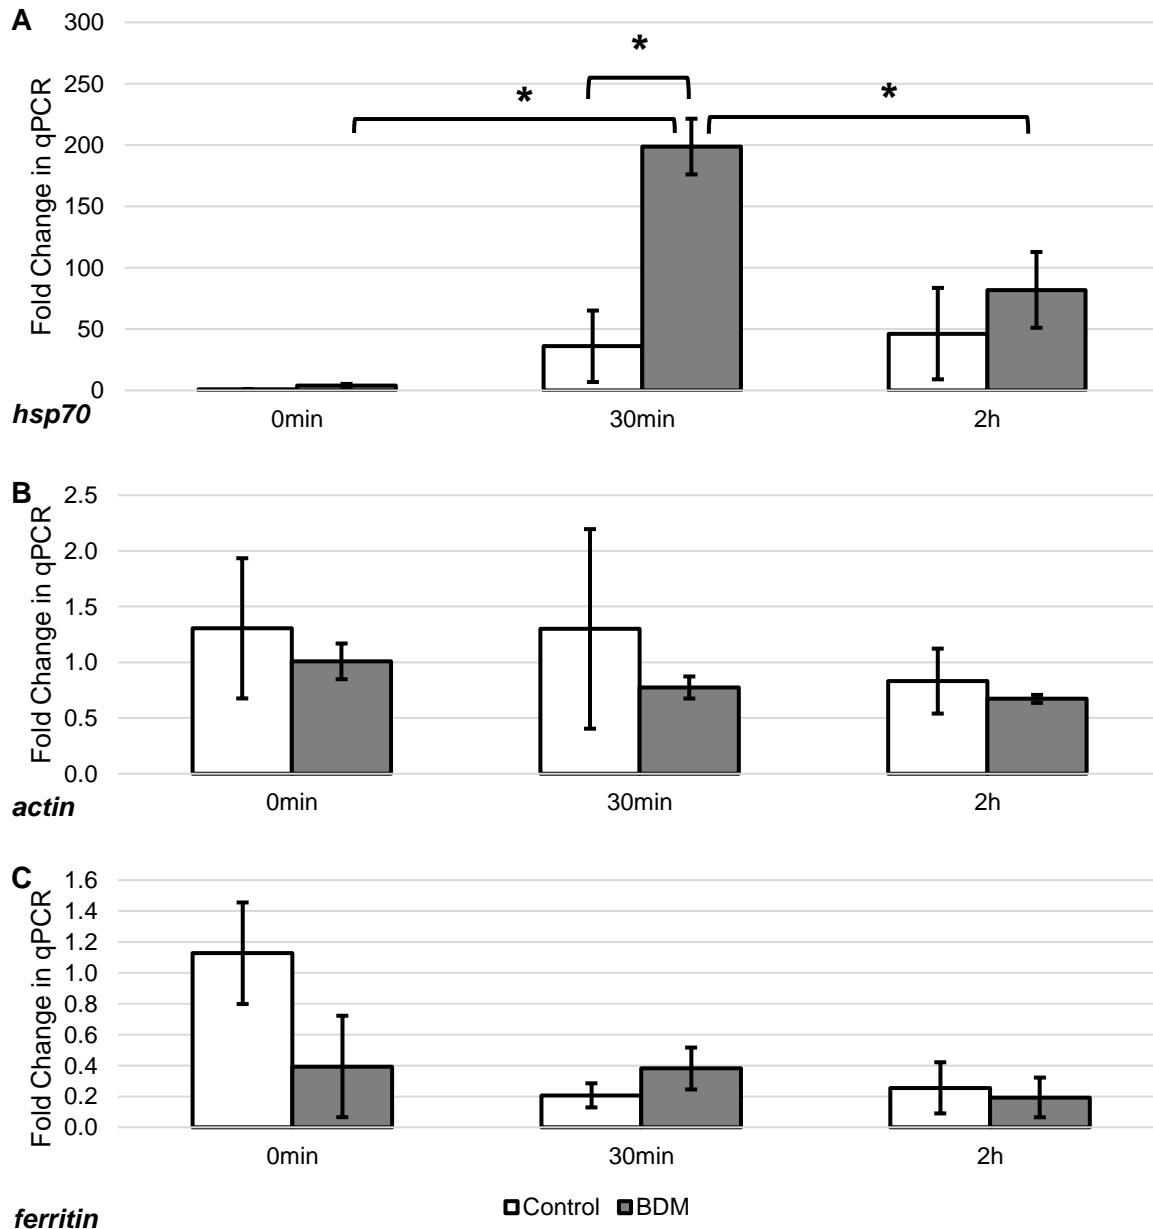 A
300
*
250
*
*
200
150
100
50
0
Fold Change in qPCR
hsp70
0min
30min
2h
B
2.5
2.0
1.5
1.0
0.5
0.0
Fold Change in qPCR
actin
0min
30min
2h
C
1.6
1.4
1.2
1.0
0.8
0.6
0.4
0.2
0.0
Fold Change in qPCR
0min
30min
2h
ferritin
Control
BDM